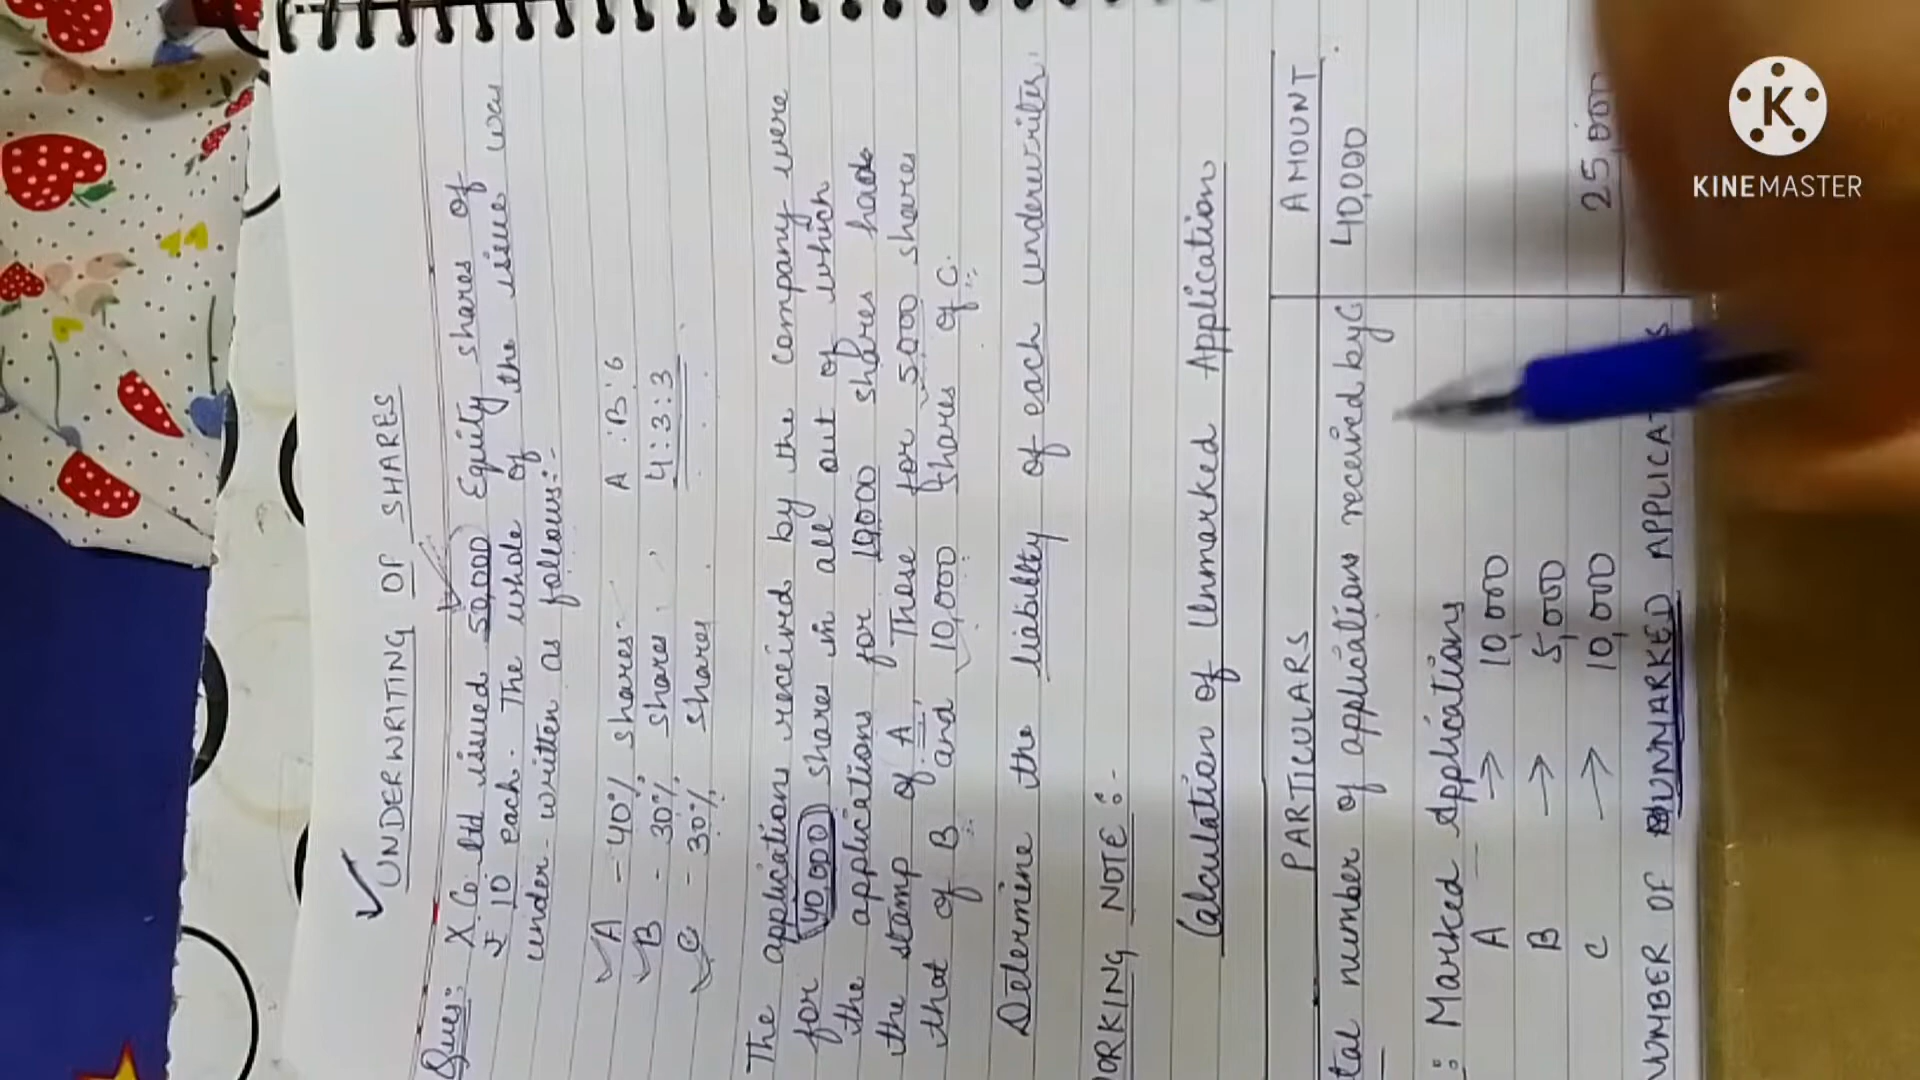 UNDERWRITING OF SHARES
Ques: X. Co. ltd issued 50,000 Equity shares of
₹ 10 each. The whole of the issue was
under-written as follows:-
A - 40% shares A : B : C
B - 30% shares 4 : 3 : 3
C - 30% shares
The applications received by the company were
for 40,000 shares in all out of which
the applications for 10,000 shares had
the stamp of A, These for 5,000 shares
that of B and 10,000 shares of C.
Determine the liability of each underwriter.
ORKING NOTE :-
Calculation of Unmarked Application
PARTICULARS AMOUNT
tal number of applications received by C 40,000
: Marked Applications
A → 10,000
B → 5,000
C → 10,000 25,000
UMBER OF UNMARKED APPLICAT S
KINEMASTER